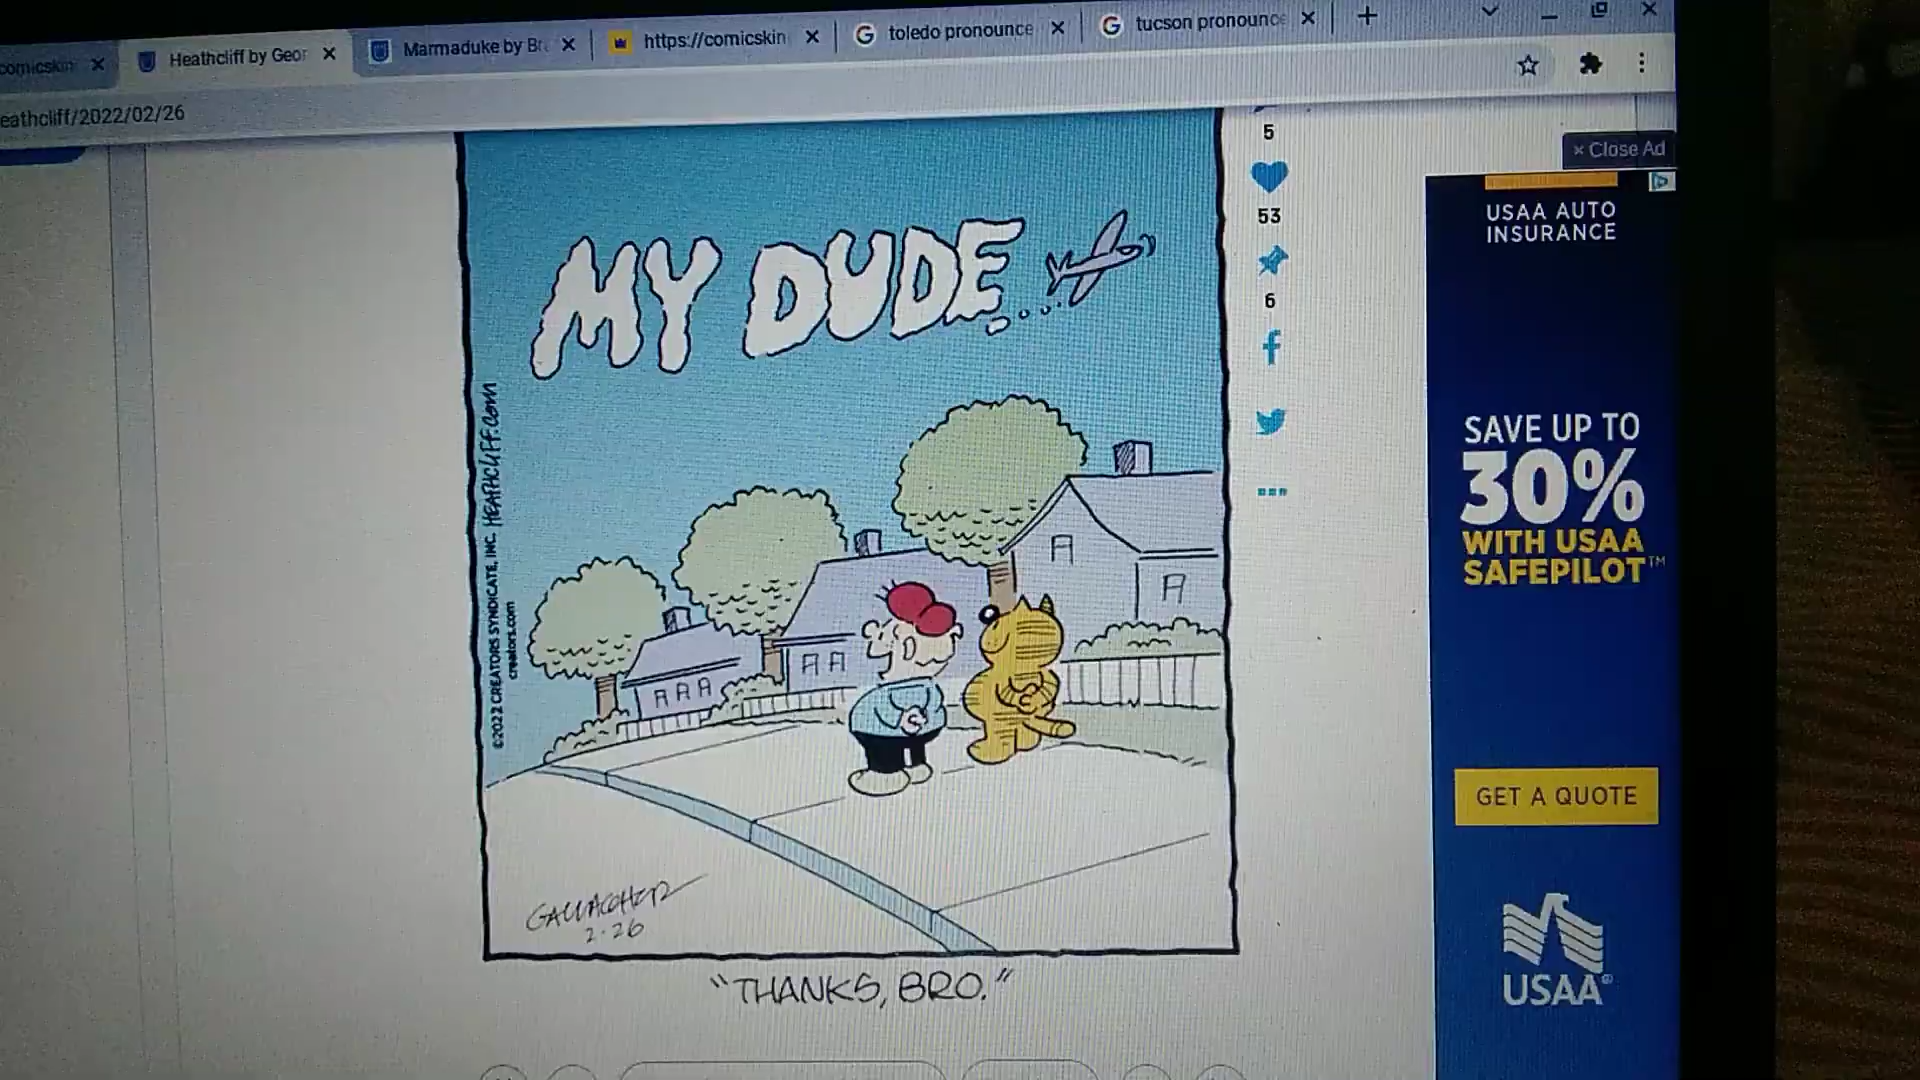 comicskin
Heathcliff by Geor
Marmaduke by Br
https://comicskin
toledo pronounce
tucson pronounc
eathcliff/2022/02/26
5
53
6
MY DUDE...
©2022 CREATORS SYNDICATE, INC. HEATHCLIFF.COM
creators.com
GALLAGHER
2-26
"THANKS, BRO."
× Close Ad
USAA AUTO
INSURANCE
SAVE UP TO
30%
WITH USAA
SAFEPILOT™
GET A QUOTE
USAA®